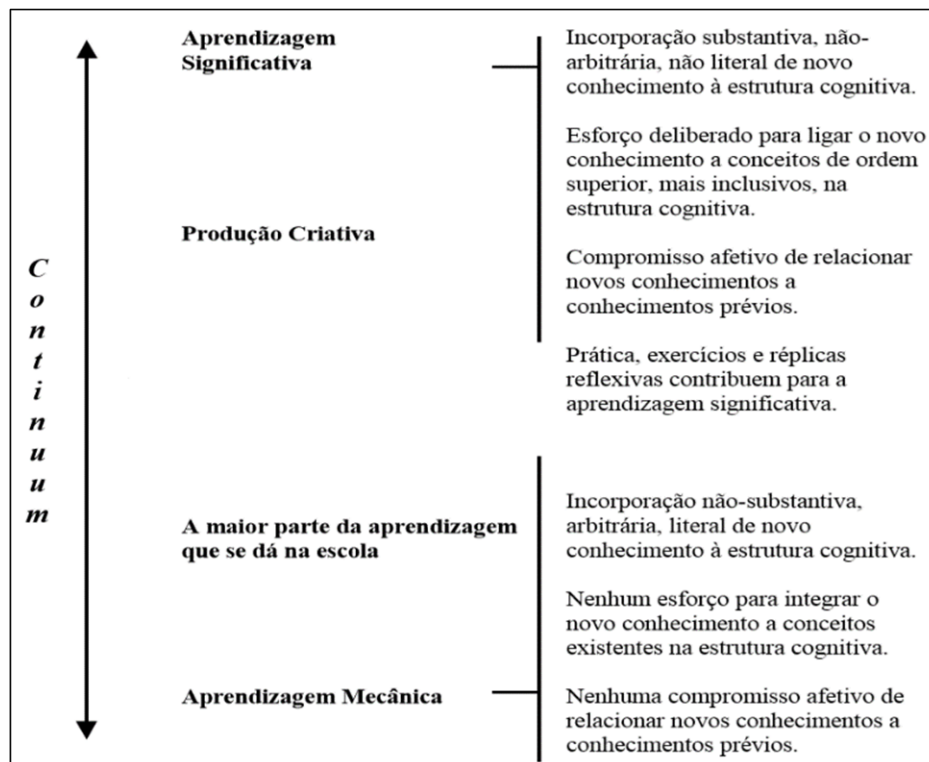 Aprendizagem
Significativa
Incorporação substantiva, não-
arbitrária, não literal de novo
conhecimento à estrutura cognitiva.
Esforço deliberado para ligar o novo
conhecimento a conceitos de ordem
superior, mais inclusivos, na
estrutura cognitiva.
Produção Criativa
Compromisso afetivo de relacionar
novos conhecimentos a
conhecimentos prévios.
Prática, exercícios e réplicas
reflexivas contribuem para a
aprendizagem significativa.
Continuum
A maior parte da aprendizagem
que se dá na escola
Incorporação não-substantiva,
arbitrária, literal de novo
conhecimento à estrutura cognitiva.
Nenhum esforço para integrar o
novo conhecimento a conceitos
existentes na estrutura cognitiva.
Aprendizagem Mecânica
Nenhuma compromisso afetivo de
relacionar novos conhecimentos a
conhecimentos prévios.